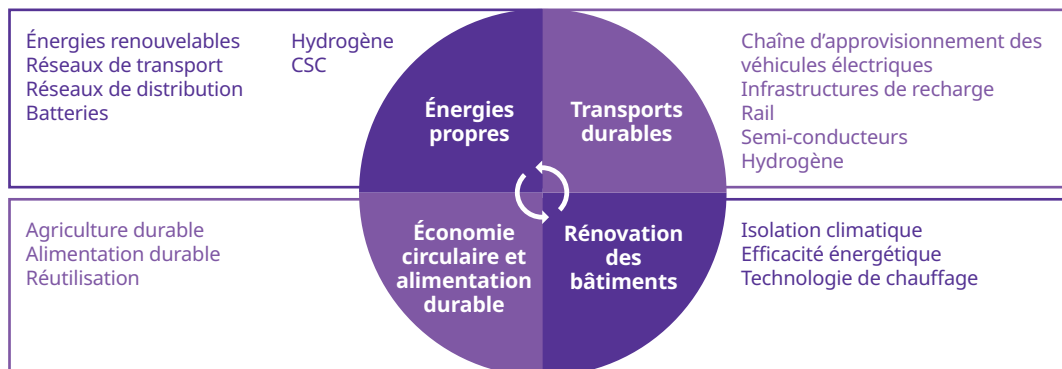 Énergies renouvelables
Réseaux de transport
Réseaux de distribution
Batteries
Hydrogène
CSC
Énergies
propres
Transports
durables
Chaîne d’approvisionnement des
véhicules électriques
Infrastructures de recharge
Rail
Semi-conducteurs
Hydrogène
Agriculture durable
Alimentation durable
Réutilisation
Économie
circulaire et
alimentation
durable
Rénovation
des
bâtiments
Isolation climatique
Efficacité énergétique
Technologie de chauffage